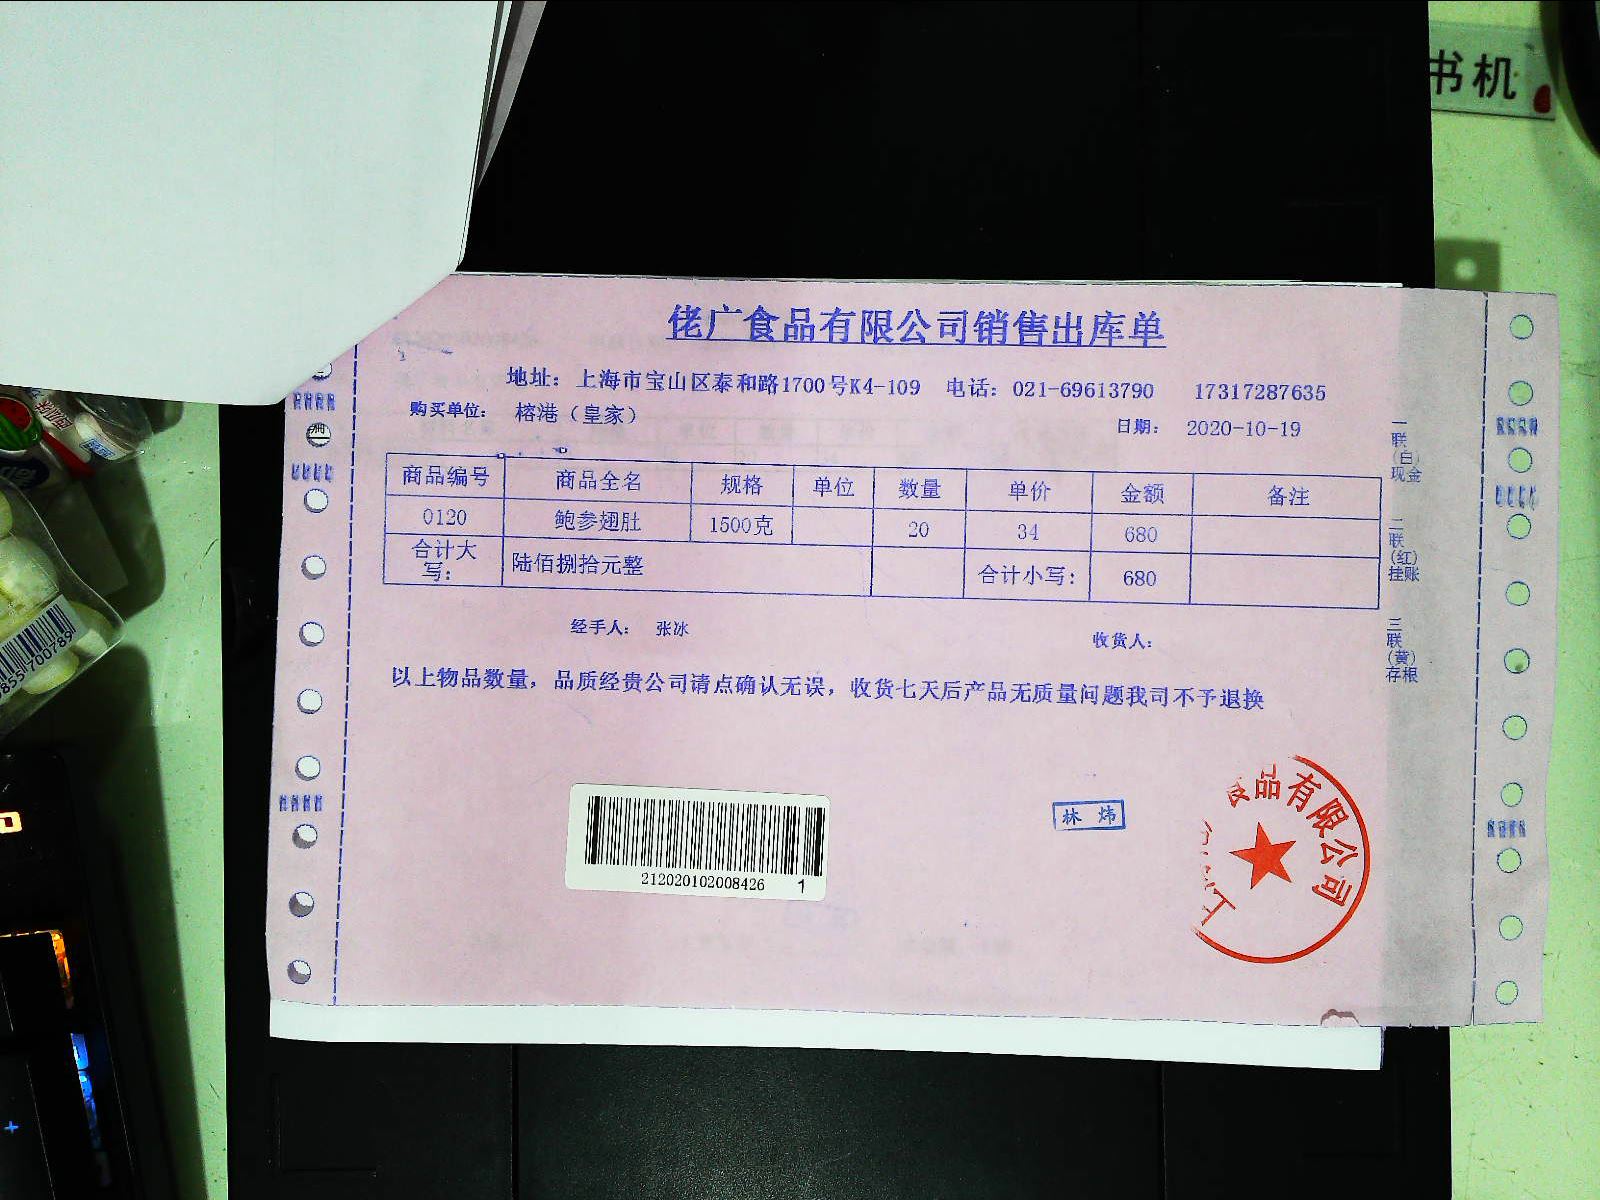 书机
佬广食品有限公司销售出库单
地址：上海市宝山区泰和路1700号K4-109 电话：021-69613790 17317287635
购买单位： 榕港（皇家）
日期： 2020-10-19
商品编号 商品全名 规格 单位 数量 单价 金额 备注
0120 鲍参翅肚 1500克 20 34 680
合计大写： 陆佰捌拾元整 合计小写： 680
经手人： 张冰
收货人：
以上物品数量，品质经贵公司请点确认无误，收货七天后产品无质量问题我司不予退换
一联（白）现金
二联（红）挂账
三联（黄）存根
212020102008426 1
林炜
食品有限公司